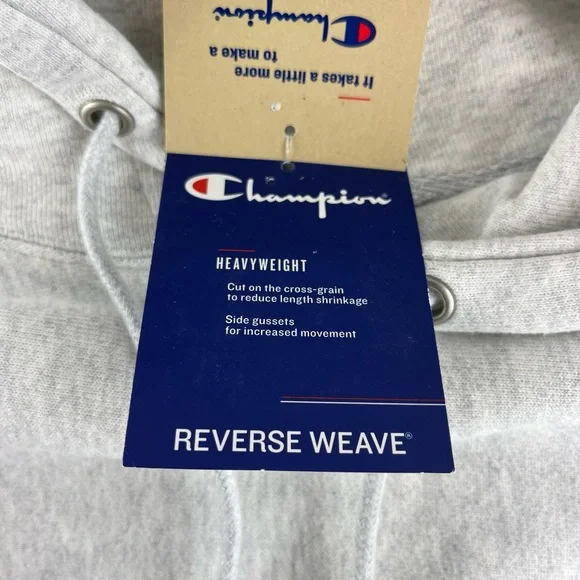 Champion
It takes a little more
to make a
Champion
HEAVYWEIGHT
Cut on the cross-grain
to reduce length shrinkage
Side gussets
for increased movement
REVERSE WEAVE®